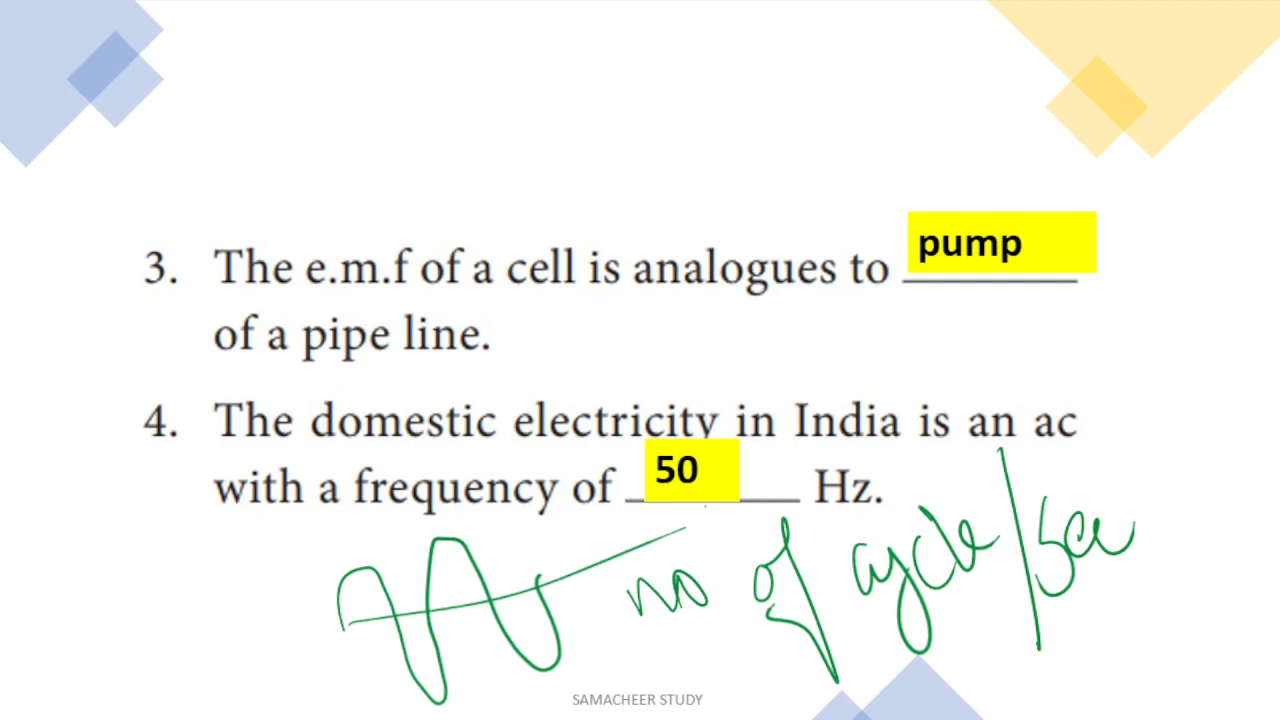 3. The e.m.f of a cell is analogues to pump
of a pipe line.
4. The domestic electricity in India is an ac
with a frequency of 50 Hz.
no of cycle/sec
SAMACHEER STUDY